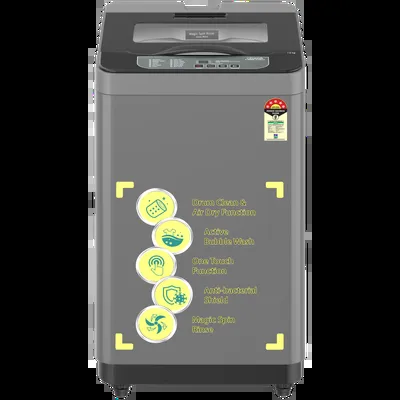 Drum Clean &
Air Dry Function
Active
Bubble Wash
One Touch
Function
Anti-bacterial
Shield
Magic Spin
Rinse